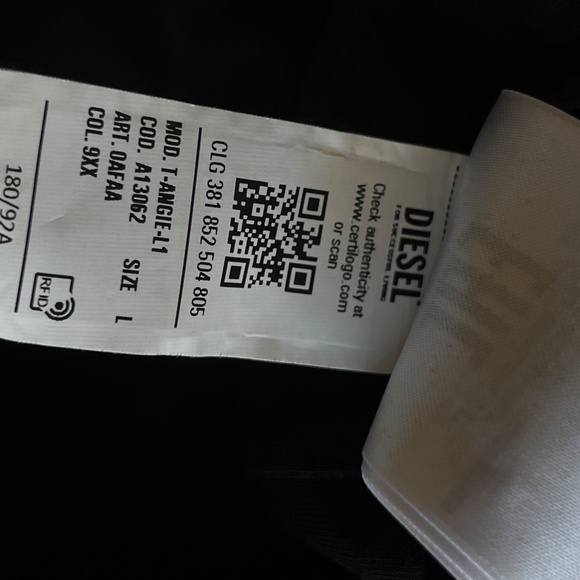 DIESEL
FOR SUCCESSFUL LIVING
Check authenticity at
www.certilogo.com
or scan
CLG 381 852 504 805
MOD. T-ANGIE-L1
COD. A13062 SIZE L
ART. 0AFAA
COL. 9XX
RFID
180/92A